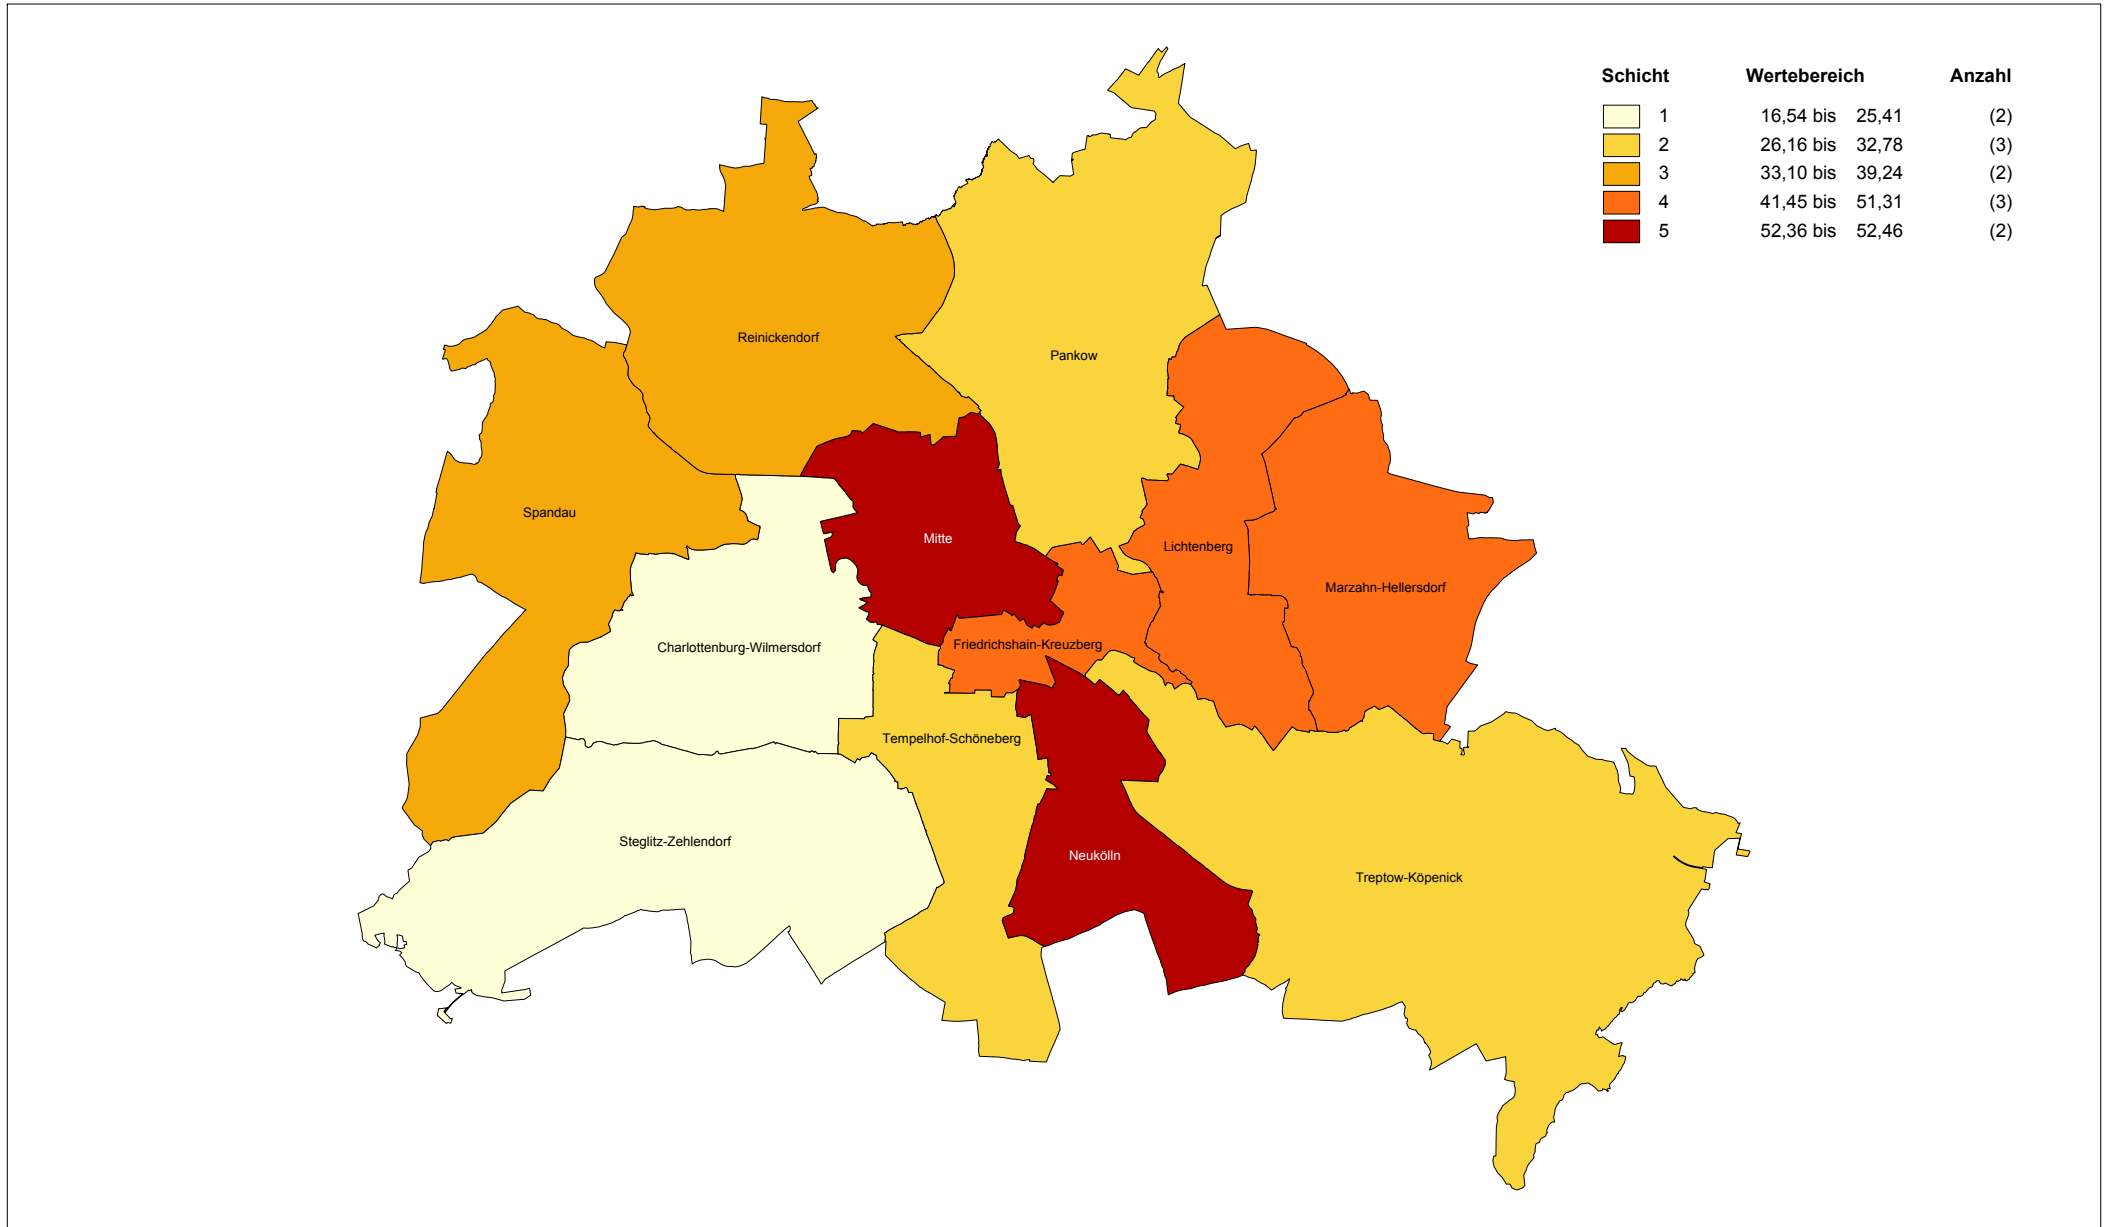 Schicht Wertebereich Anzahl
1 16,54 bis 25,41 (2)
2 26,16 bis 32,78 (3)
3 33,10 bis 39,24 (2)
4 41,45 bis 51,31 (3)
5 52,36 bis 52,46 (2)
Reinickendorf
Pankow
Spandau
Mitte
Lichtenberg
Marzahn-Hellersdorf
Charlottenburg-Wilmersdorf
Friedrichshain-Kreuzberg
Tempelhof-Schöneberg
Steglitz-Zehlendorf
Neukölln
Treptow-Köpenick